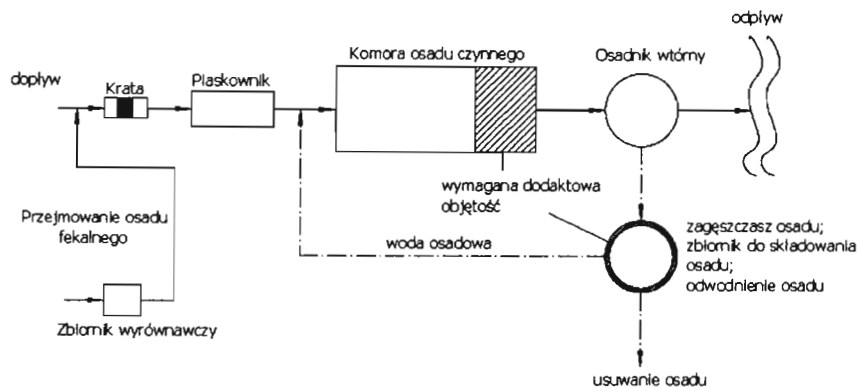 odpływ
Komora osadu czynnego
Osadnik wtórny
dopływ
Krata
Piaskownik
wymagana dodaktowa
objętość
Przejmowanie osadu
fekalnego
woda osadowa
zagęszczasz osadu;
zbiornik do składowania
osadu;
odwodnienie osadu
Zbiornik wyrównawczy
usuwanie osadu